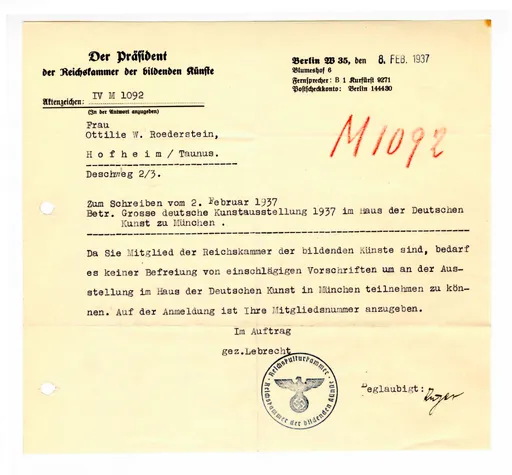 Der Präsident
der Reichskammer der bildenden Künste
Berlin W 35, den 8. FEB. 1937
Blumeshof 6
Fernsprecher: B 1 Kurfürst 9271
Postscheckkonto: Berlin 144430
Aktenzeichen: IV M 1092
(In der Antwort anzugeben)
M1092
Frau
Ottilie W. Roederstein,
Hofheim/Taunus.
Deschweg 2/3.
Zum Schreiben vom 2. Februar 1937
Betr. Grosse deutsche Kunstausstellung 1937 im Haus der Deutschen
Kunst zu München .
Da Sie Mitglied der Reichskammer der bildenden Künste sind, bedarf
es keiner Befreiung von einschlägigen Vorschriften um an der Aus-
stellung im Haus der Deutschen Kunst in München teilnehmen zu kön-
nen. Auf der Anmeldung ist Ihre Mitgliedsnummer anzugeben.
Im Auftrag
gez.Lebrecht
Beglaubigt:
Reichskulturkammer
Reichskammer der bildenden Künste